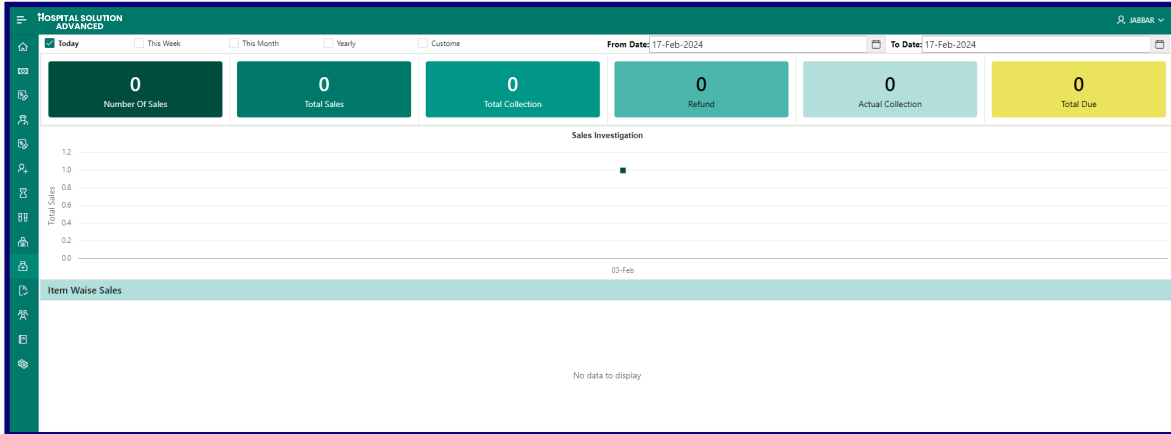 HOSPITAL SOLUTION
ADVANCED
JABBAR
Today This Week This Month Yearly Custome From Date: 17-Feb-2024 To Date: 17-Feb-2024
0 0 0 0 0 0
Number Of Sales Total Sales Total Collection Refund Actual Collection Total Due
Sales Investigation
Total Sales
1.2
1.0
0.8
0.6
0.4
0.2
0.0
03-Feb
Item Waise Sales
No data to display